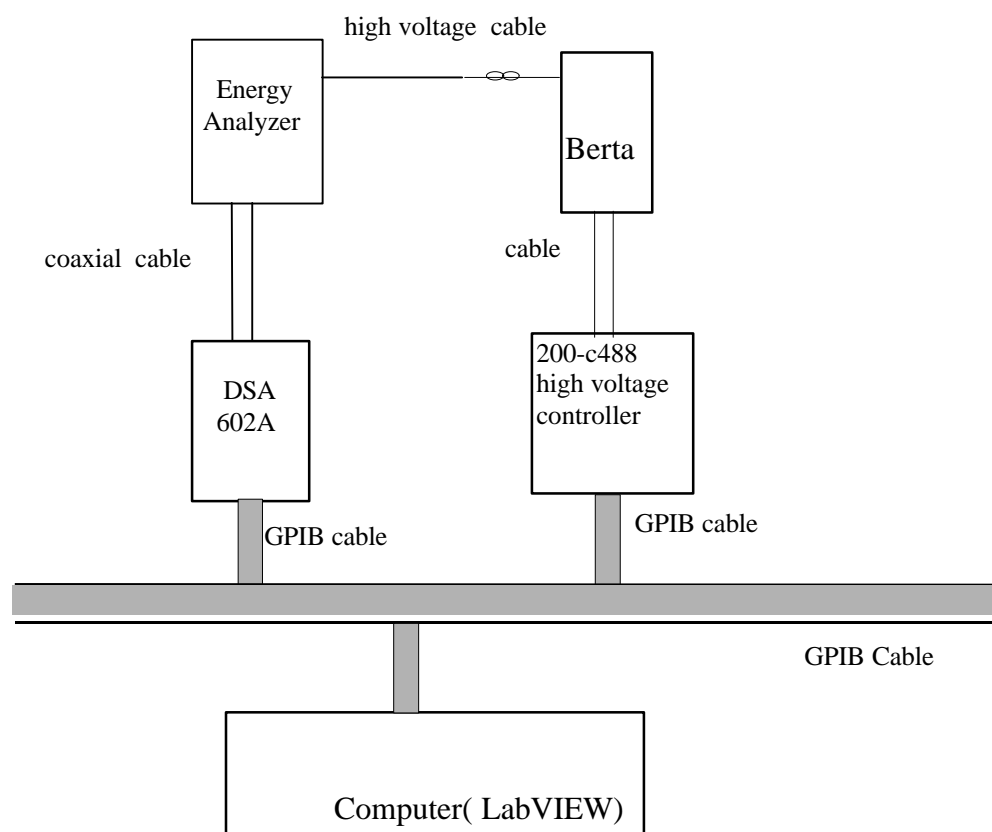 high voltage cable
Energy
Analyzer
Berta
coaxial cable
cable
200-c488
high voltage
controller
DSA
602A
GPIB cable
GPIB cable
GPIB Cable
Computer( LabVIEW)